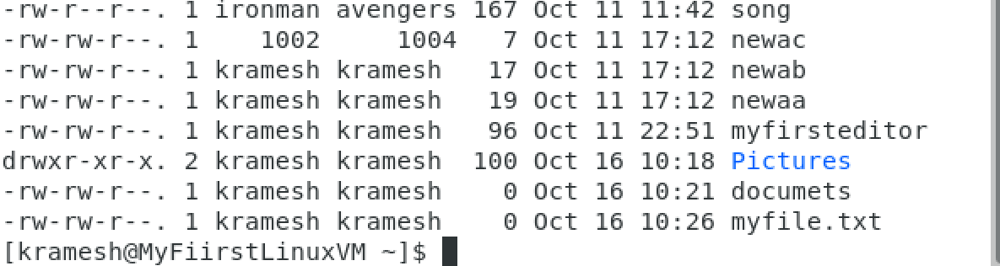 -rw-r--r--. 1 ironman avengers 167 Oct 11 11:42 song
-rw-rw-r--. 1    1002     1004   7 Oct 11 17:12 newac
-rw-rw-r--. 1 kramesh kramesh   17 Oct 11 17:12 newab
-rw-rw-r--. 1 kramesh kramesh   19 Oct 11 17:12 newaa
-rw-rw-r--. 1 kramesh kramesh   96 Oct 11 22:51 myfirsteditor
drwxr-xr-x. 2 kramesh kramesh  100 Oct 16 10:18 Pictures
-rw-rw-r--. 1 kramesh kramesh    0 Oct 16 10:21 documets
-rw-rw-r--. 1 kramesh kramesh    0 Oct 16 10:26 myfile.txt
[kramesh@MyFiirstLinuxVM ~]$